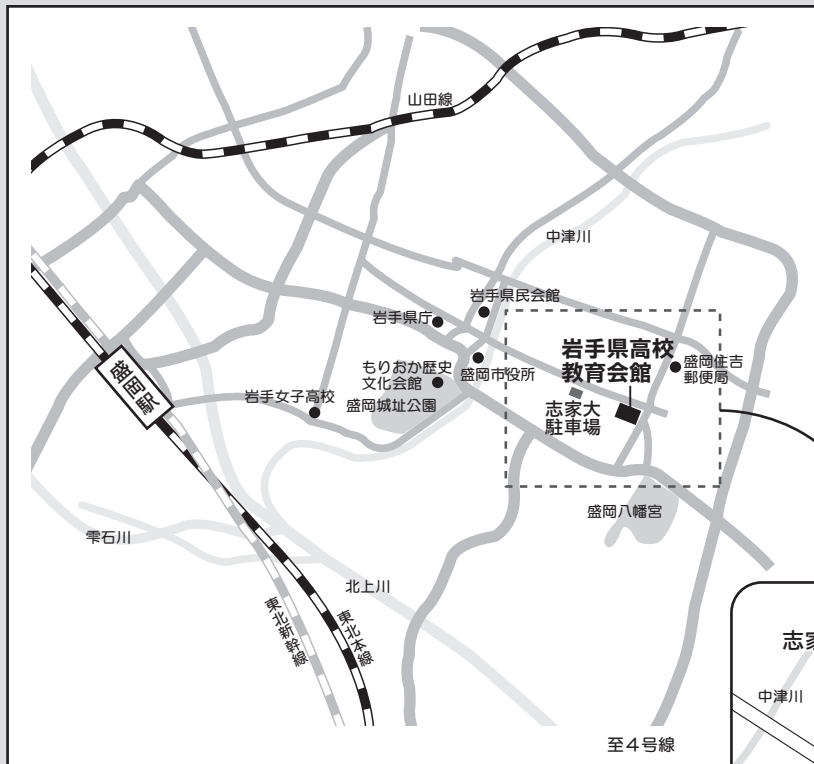 山田線
中津川
岩手県民会館
岩手県庁
岩手県高校
教育会館
もりおか歴史
文化会館
盛岡市役所
盛岡住吉
郵便局
盛岡駅
岩手女子高校
盛岡城址公園
志家大
駐車場
盛岡八幡宮
雫石川
北上川
東北新幹線
東北本線
志家
中津川
至4号線